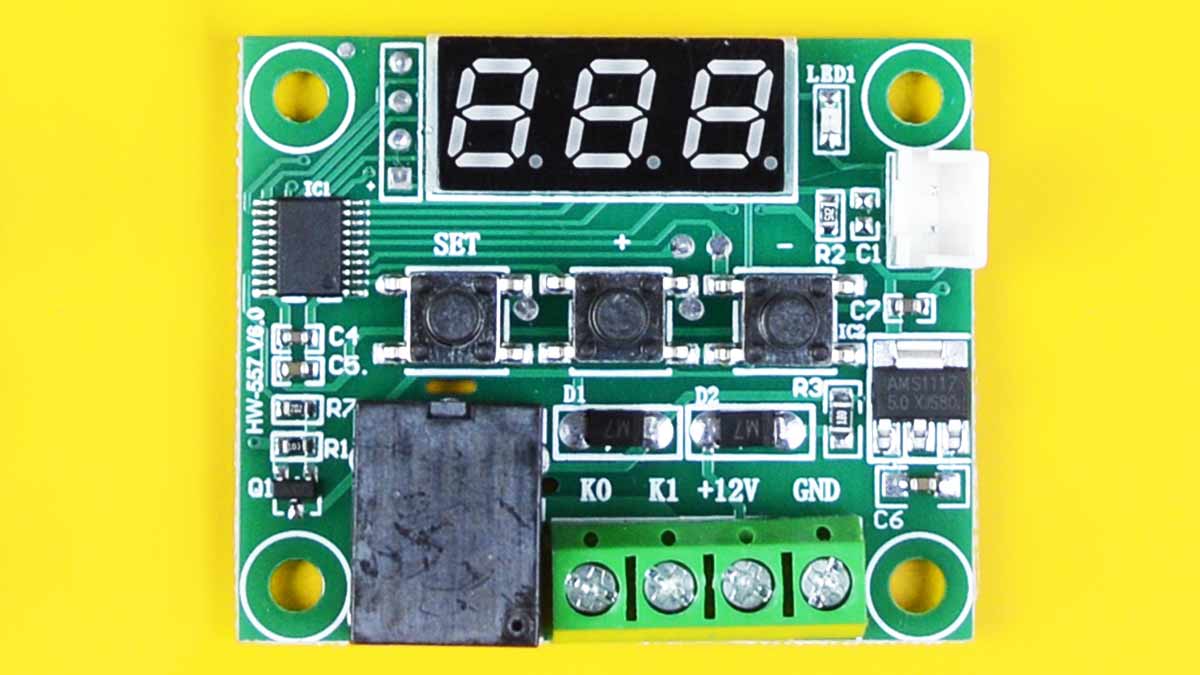 LED1
IC1
+
SET
+
-
R2
C1
C7
IC2
HW-557 V6.0
C4
C5.
R7
R1
Q1
D1
D2
R3
M7
M7
AMS1117
5.0 XJ580
K0
K1
+12V
GND
C6